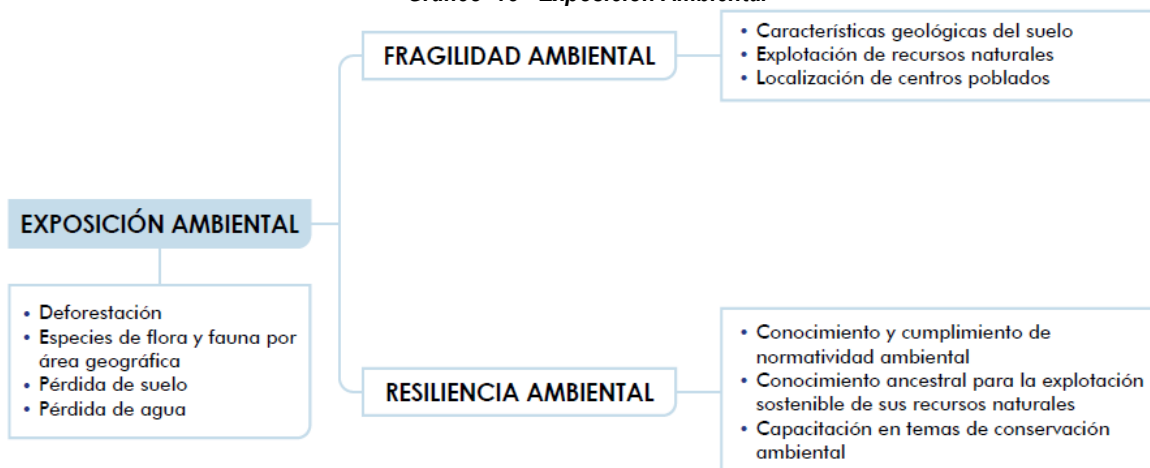 Exposición Ambiental
FRAGILIDAD AMBIENTAL
• Características geológicas del suelo
• Explotación de recursos naturales
• Localización de centros poblados
EXPOSICIÓN AMBIENTAL
• Deforestación
• Especies de flora y fauna por
área geográfica
• Pérdida de suelo
• Pérdida de agua
RESILIENCIA AMBIENTAL
• Conocimiento y cumplimiento de
normatividad ambiental
• Conocimiento ancestral para la explotación
sostenible de sus recursos naturales
• Capacitación en temas de conservación
ambiental